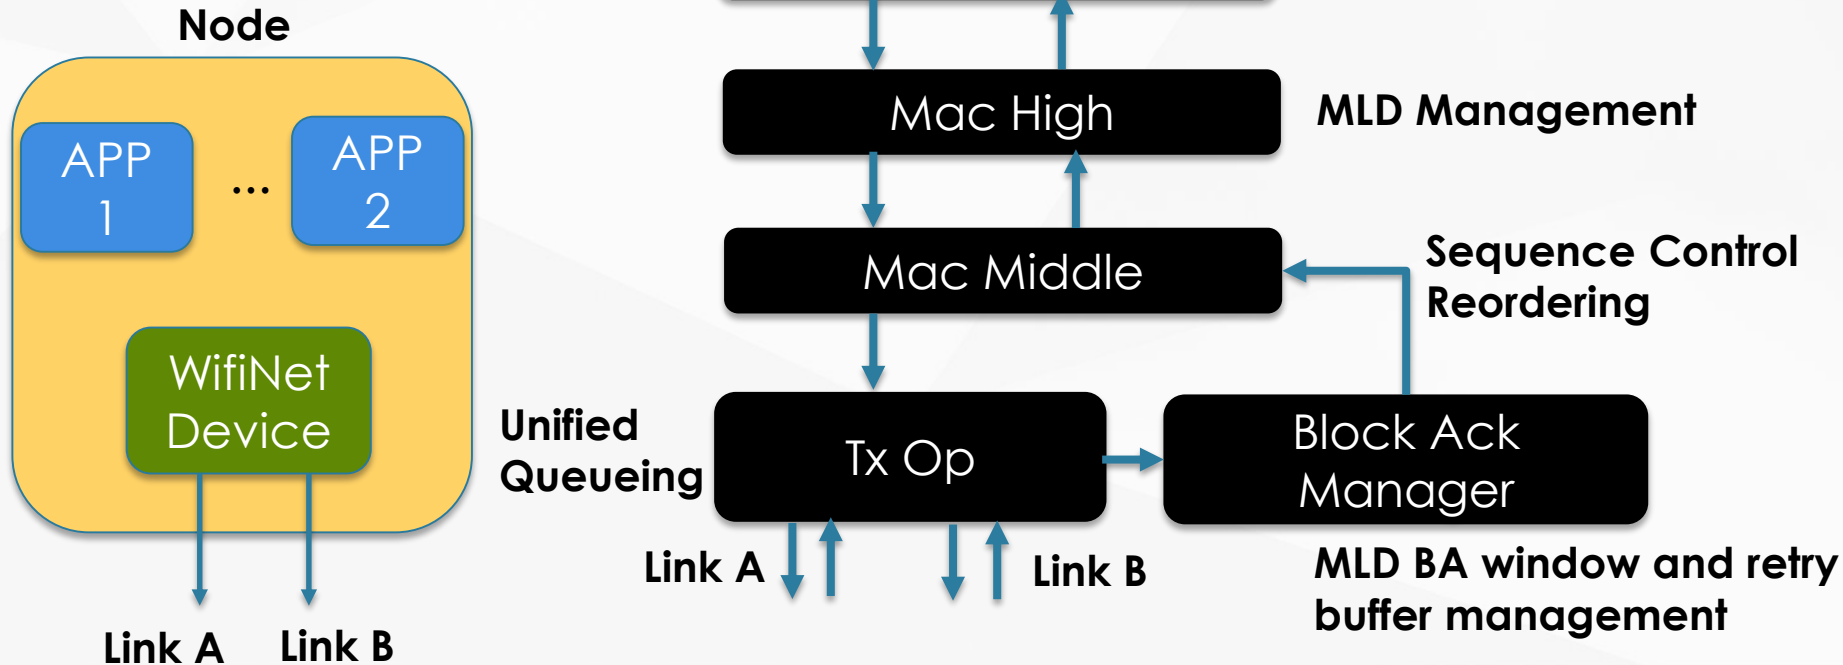 Node
APP
1
...
APP
2
WifiNet
Device
Link A
Link B
Mac High
MLD Management
Mac Middle
Sequence Control
Reordering
Unified
Queueing
Tx Op
Block Ack
Manager
Link A
Link B
MLD BA window and retry
buffer management